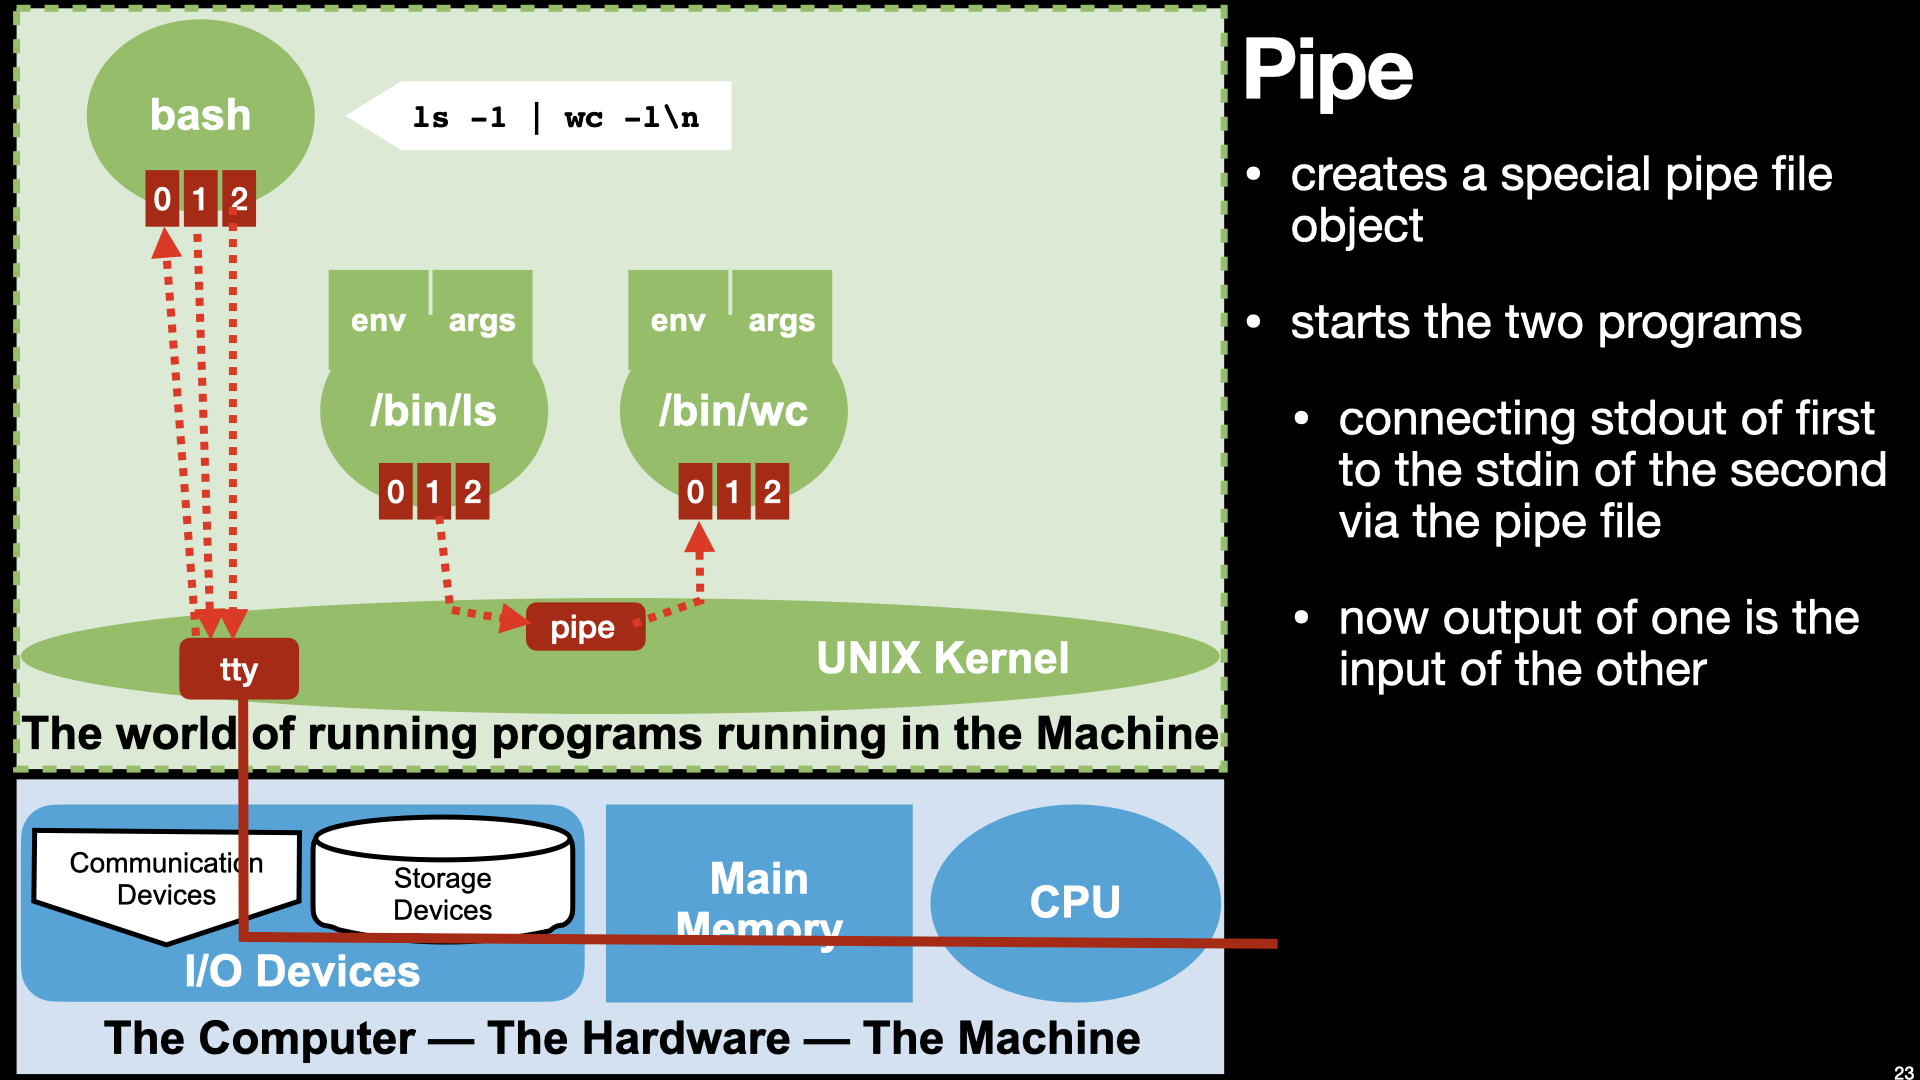 Pipe
bash
ls -1 | wc -l\n
0 1 2
env args
env args
/bin/ls
/bin/wc
0 1 2
0 1 2
pipe
UNIX Kernel
tty
The world of running programs running in the Machine
Communication
Devices
Storage
Devices
I/O Devices
Main
Memory
CPU
The Computer — The Hardware — The Machine
• creates a special pipe file
object
• starts the two programs
• connecting stdout of first
to the stdin of the second
via the pipe file
• now output of one is the
input of the other
23